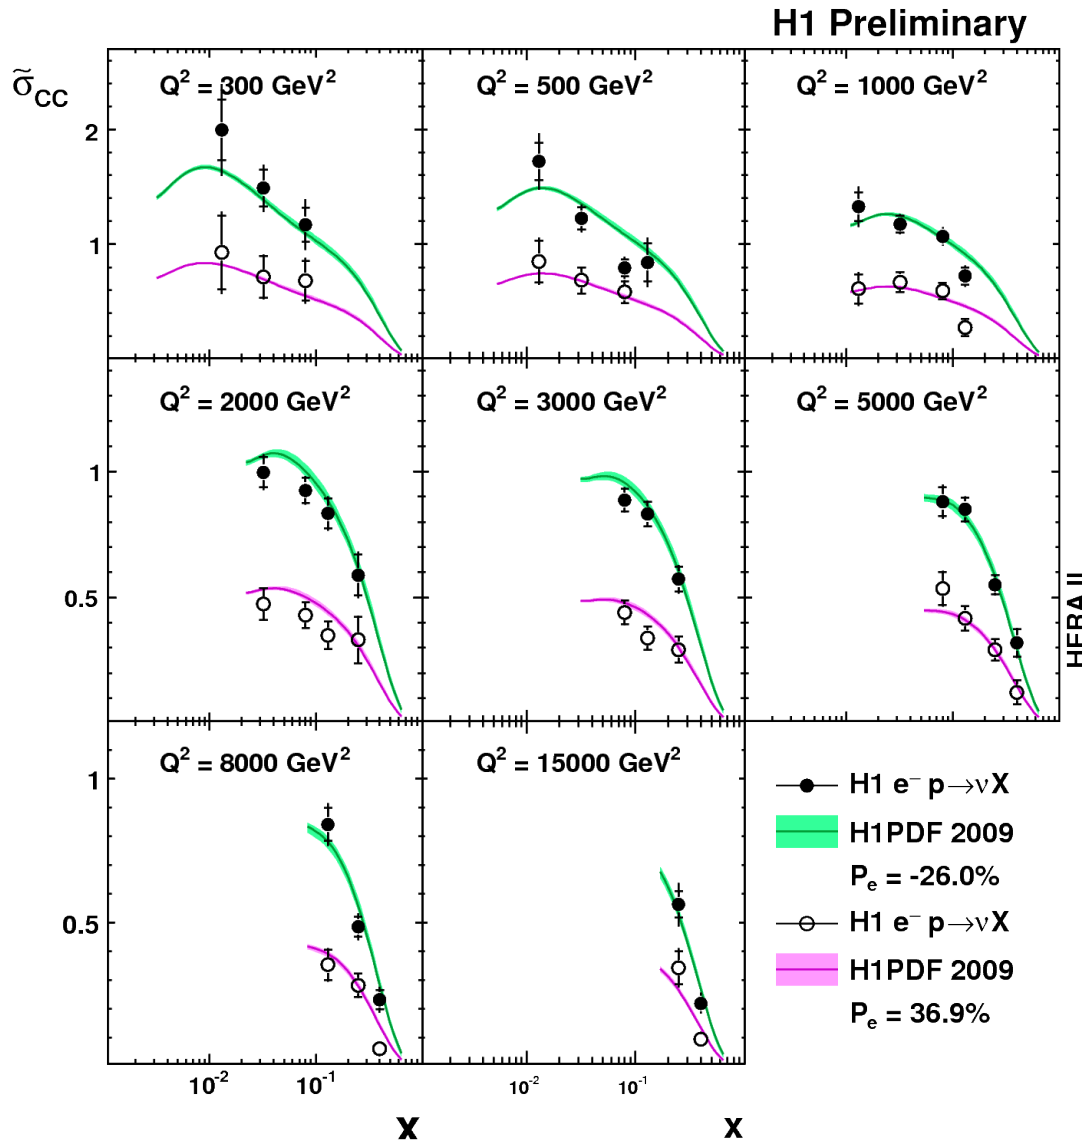 H1 Preliminary
σ̃CC
Q² = 300 GeV²
Q² = 500 GeV²
Q² = 1000 GeV²
2
1
Q² = 2000 GeV²
Q² = 3000 GeV²
Q² = 5000 GeV²
1
0.5
HERA II
Q² = 8000 GeV²
Q² = 15000 GeV²
1
0.5
H1 e⁻ p→νX
H1PDF 2009
Pe = -26.0%
H1 e⁻ p→νX
H1PDF 2009
Pe = 36.9%
10⁻² 10⁻¹ 10⁻² 10⁻¹
x x